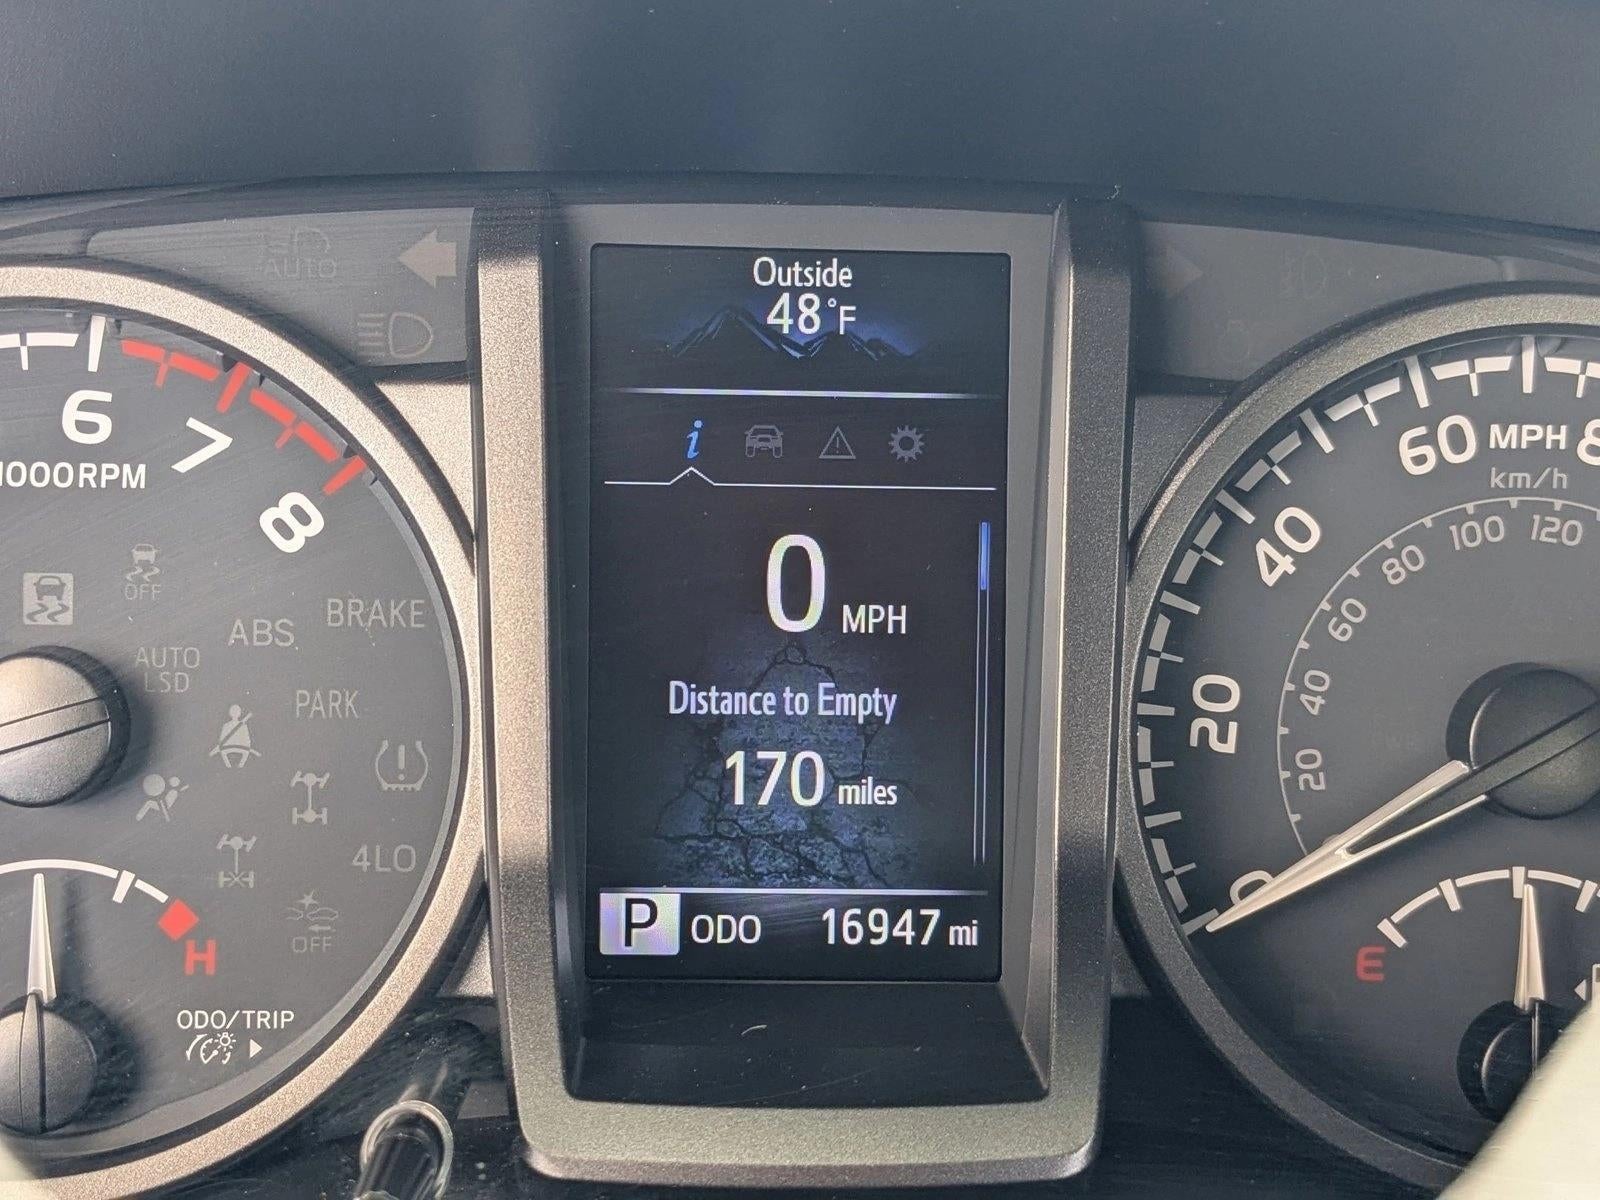 AUTO
Outside
48°F
i
6
7
8
1000RPM
60 MPH 8
km/h
40
20
0
20
40
60
80
100
120
0 MPH
Distance to Empty
170 miles
P ODO 16947 mi
OFF
ABS
BRAKE
AUTO
LSD
PARK
4LO
OFF
H
E
ODO/TRIP